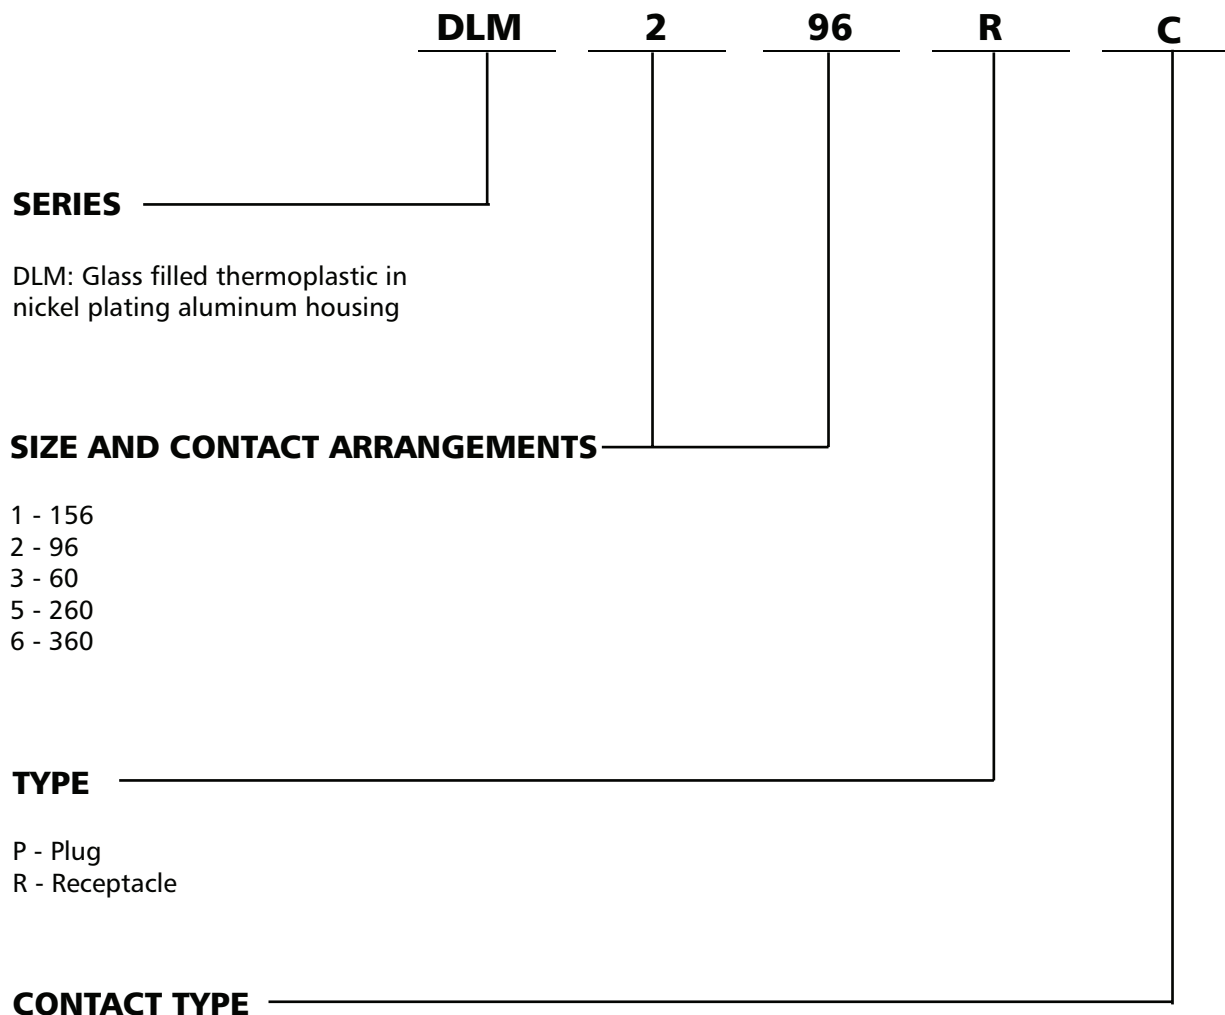 DLM 2 96 R C
SERIES
DLM: Glass filled thermoplastic in
nickel plating aluminum housing
SIZE AND CONTACT ARRANGEMENTS
1 - 156
2 - 96
3 - 60
5 - 260
6 - 360
TYPE
P - Plug
R - Receptacle
CONTACT TYPE